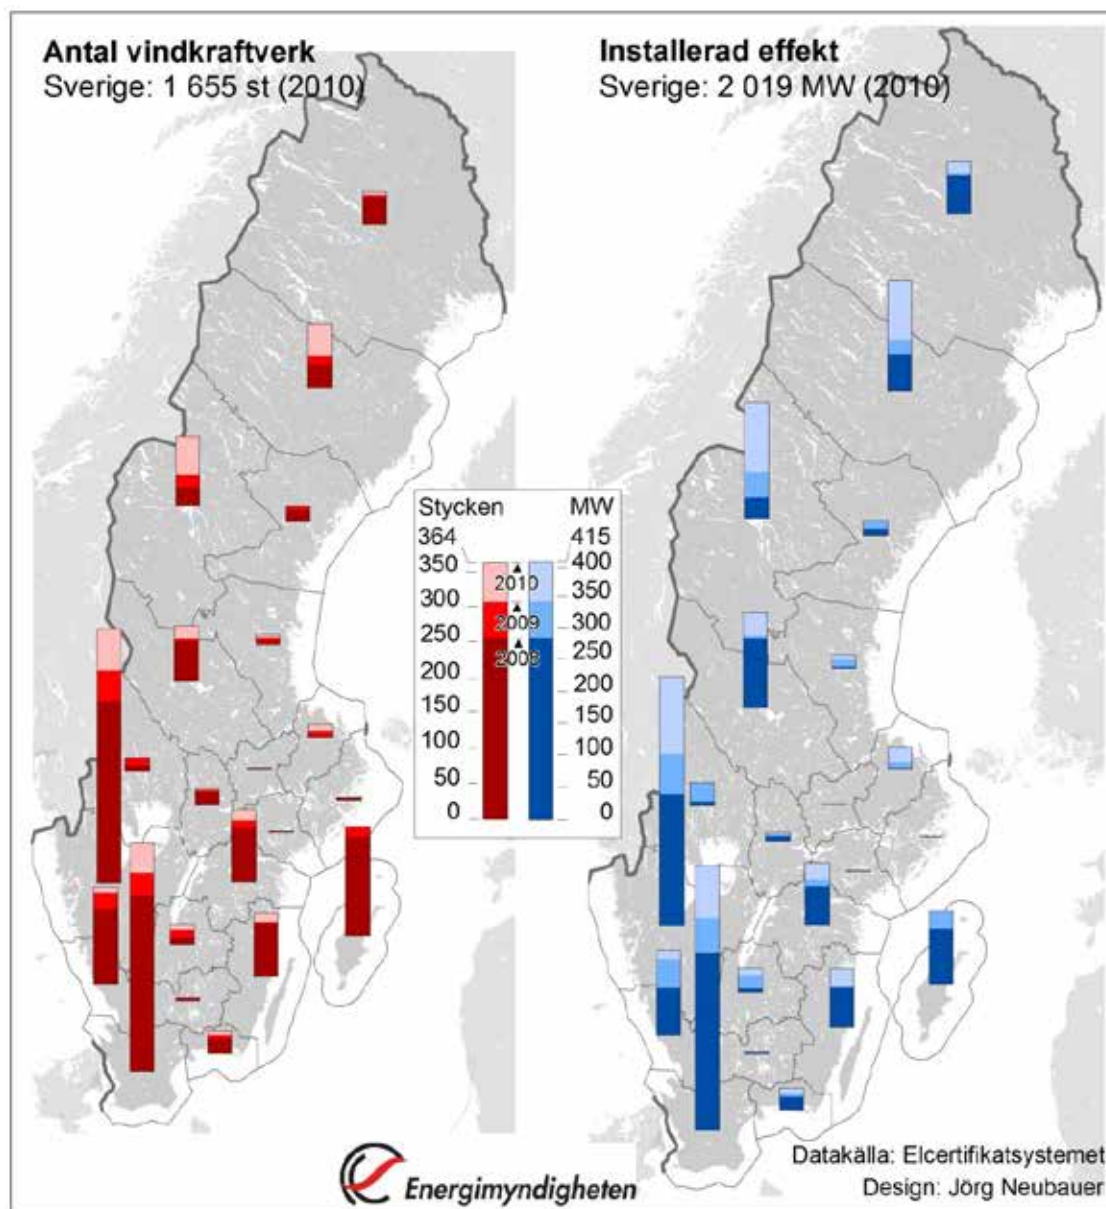 Antal vindkraftverk
Sverige: 1 655 st (2010)
Installerad effekt
Sverige: 2 019 MW (2010)
Stycken MW
364 415
350 400
2010
300 350
2009 300
250 250
2008
200 200
150 150
100 100
50 50
0 0
Energimyndigheten
Datakälla: Elcertifikatsystemet
Design: Jörg Neubauer